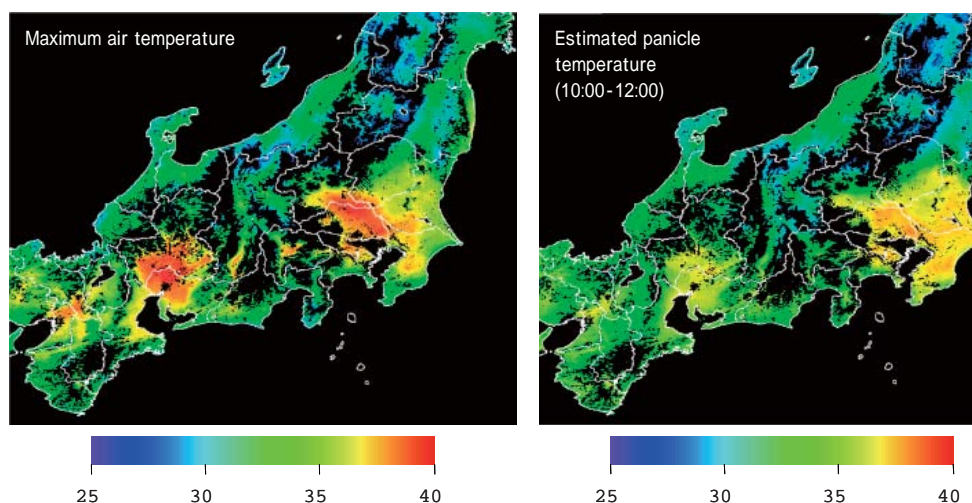 Maximum air temperature
Estimated panicle
temperature
(10:00-12:00)
25 30 35 40
25 30 35 40